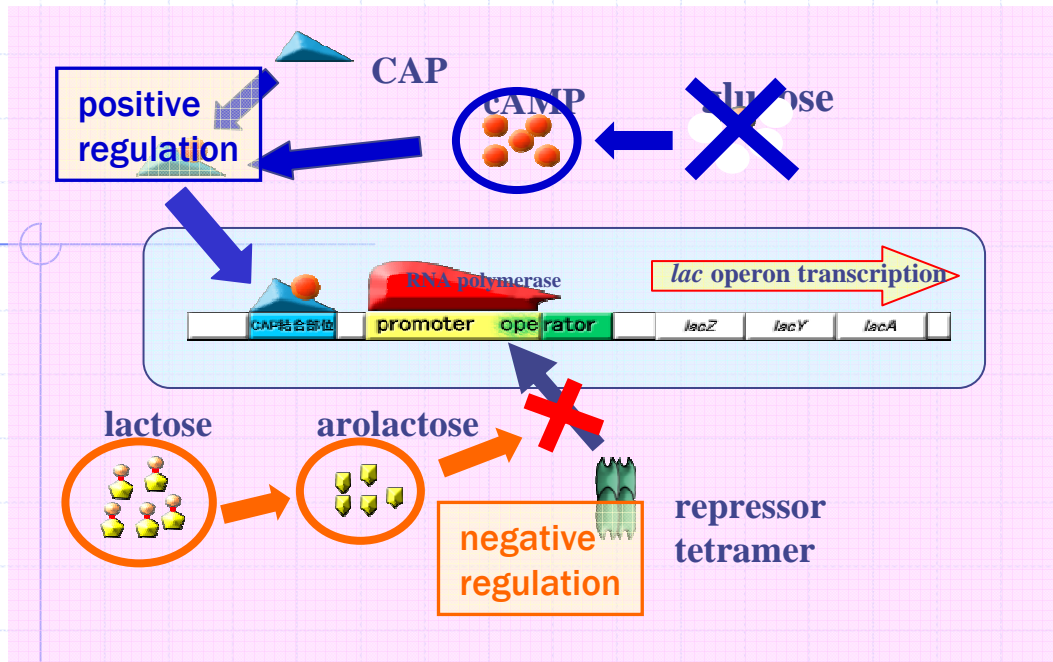 CAP
cAMP
glucose
positive
regulation
RNA polymerase
lac operon transcription
CAP結合部位
promoter operator
lacZ
lacY
lacA
lactose
arolactose
repressor
tetramer
negative
regulation